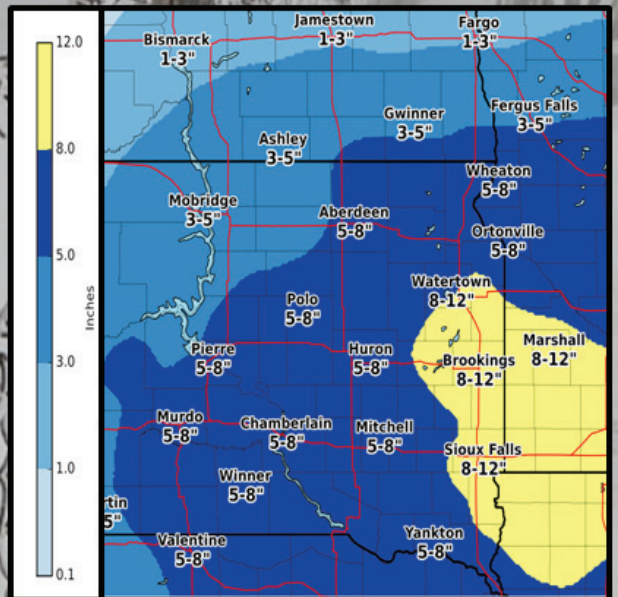 12.0
8.0
5.0
3.0
1.0
0.1
Inches
Bismarck
1-3"
Jamestown
1-3"
Fargo
1-3"
Gwinner
3-5"
Fergus Falls
3-5"
Ashley
3-5"
Wheaton
5-8"
Mobridge
3-5"
Aberdeen
5-8"
Ortonville
5-8"
Watertown
8-12"
Polo
5-8"
Marshall
8-12"
Pierre
5-8"
Huron
5-8"
Brookings
8-12"
Murdo
5-8"
Chamberlain
5-8"
Mitchell
5-8"
Sioux Falls
8-12"
Winner
5-8"
rtin
5"
Valentine
5-8"
Yankton
5-8"